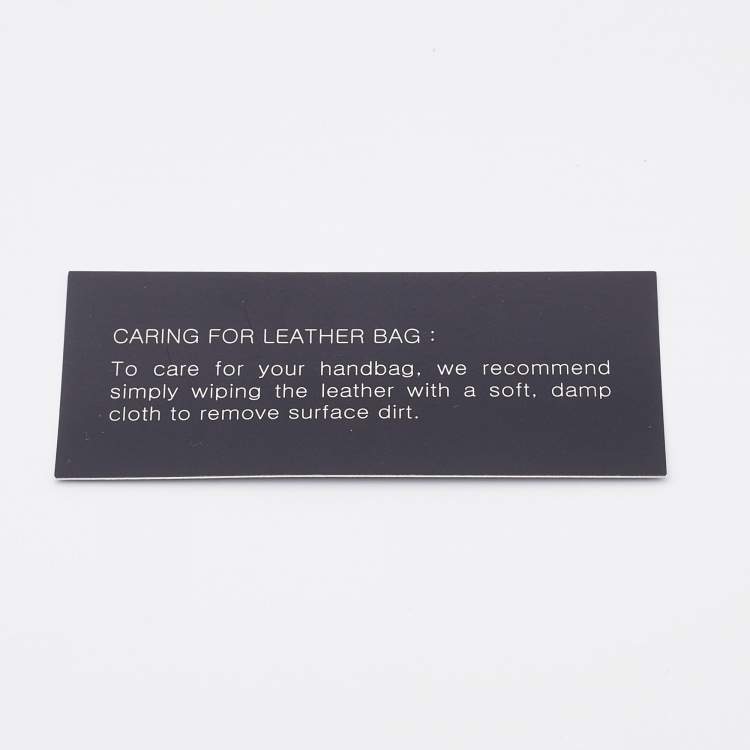 CARING FOR LEATHER BAG :
To care for your handbag, we recommend
simply wiping the leather with a soft, damp
cloth to remove surface dirt.